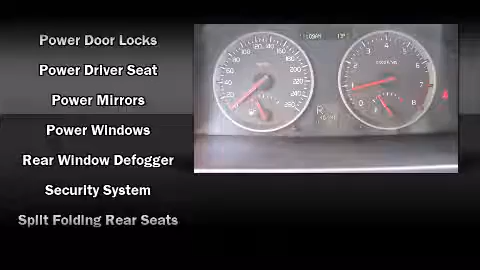 Power Door Locks
Power Driver Seat
Power Mirrors
Power Windows
Rear Window Defogger
Security System
Split Folding Rear Seats